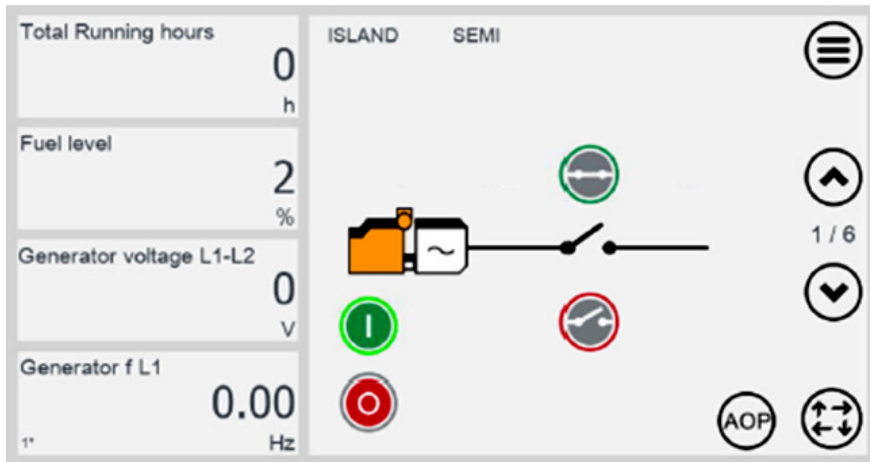 Total Running hours
0
h
Fuel level
2
%
Generator voltage L1-L2
0
V
Generator f L1
0.00
1*
Hz
ISLAND SEMI
1 / 6
AOP